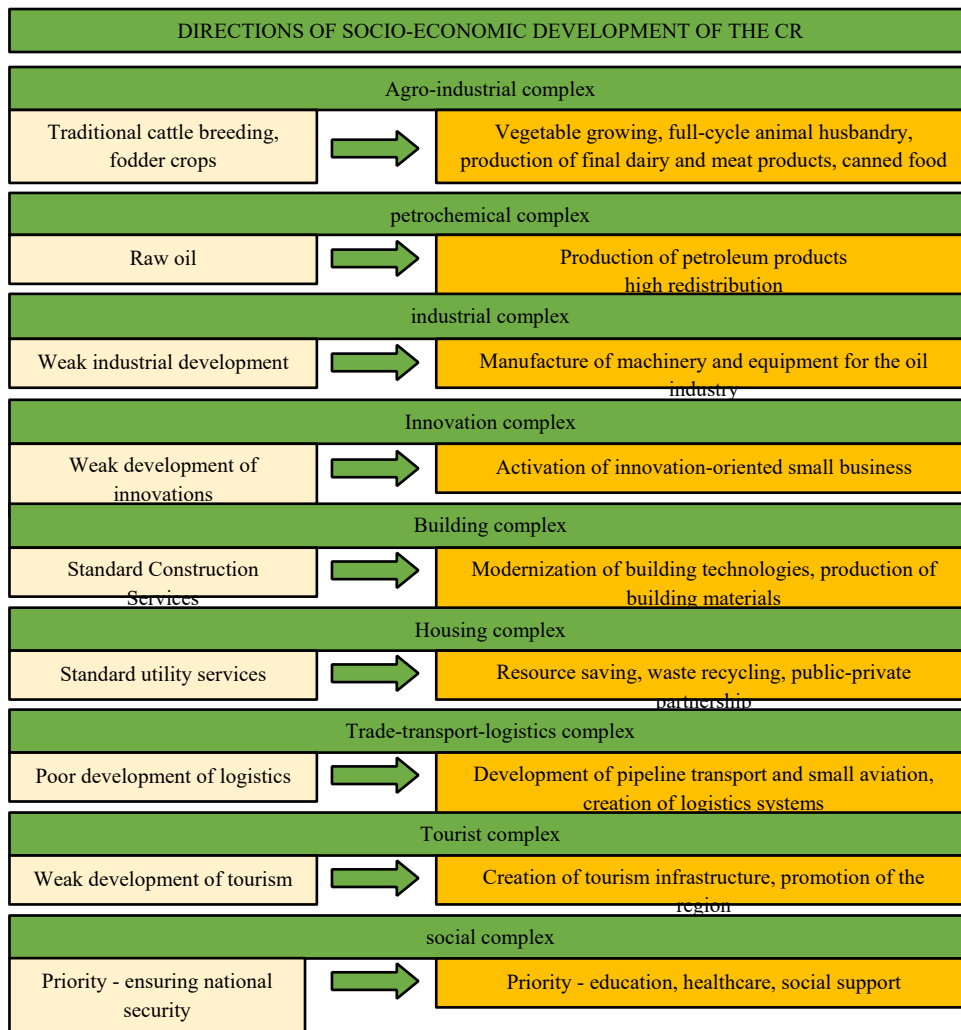 DIRECTIONS OF SOCIO-ECONOMIC DEVELOPMENT OF THE CR
Agro-industrial complex
Traditional cattle breeding,
fodder crops
Vegetable growing, full-cycle animal husbandry,
production of final dairy and meat products, canned food
petrochemical complex
Raw oil
Production of petroleum products
high redistribution
industrial complex
Weak industrial development
Manufacture of machinery and equipment for the oil
industry
Innovation complex
Weak development of
innovations
Activation of innovation-oriented small business
Building complex
Standard Construction
Services
Modernization of building technologies, production of
building materials
Housing complex
Standard utility services
Resource saving, waste recycling, public-private
partnership
Trade-transport-logistics complex
Poor development of logistics
Development of pipeline transport and small aviation,
creation of logistics systems
Tourist complex
Weak development of tourism
Creation of tourism infrastructure, promotion of the
region
social complex
Priority - ensuring national
security
Priority - education, healthcare, social support